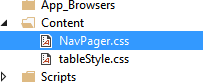 App_Browsers
Content
NavPager.css
tableStyle.css
Scripts